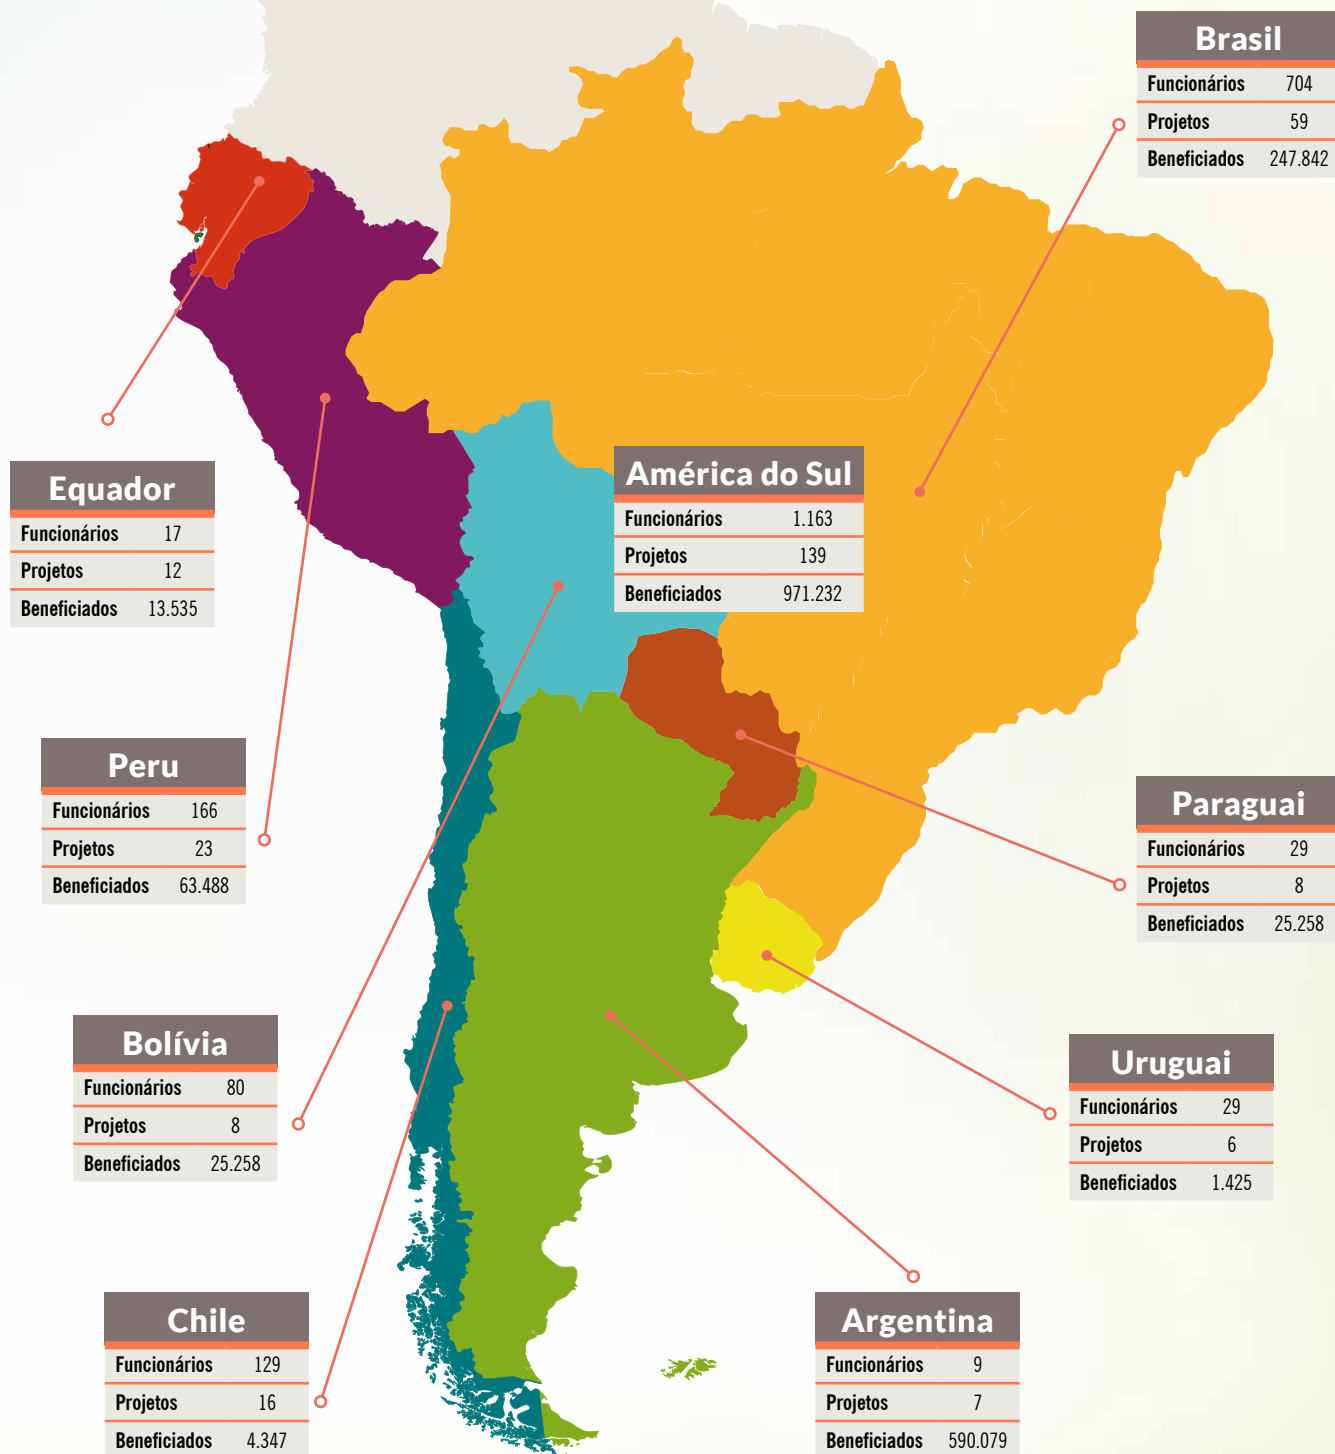 Brasil
Funcionários 704
Projetos 59
Beneficiados 247.842
América do Sul
Funcionários 1.163
Projetos 139
Beneficiados 971.232
Equador
Funcionários 17
Projetos 12
Beneficiados 13.535
Peru
Funcionários 166
Projetos 23
Beneficiados 63.488
Paraguai
Funcionários 29
Projetos 8
Beneficiados 25.258
Bolívia
Funcionários 80
Projetos 8
Beneficiados 25.258
Uruguai
Funcionários 29
Projetos 6
Beneficiados 1.425
Chile
Funcionários 129
Projetos 16
Beneficiados 4.347
Argentina
Funcionários 9
Projetos 7
Beneficiados 590.079